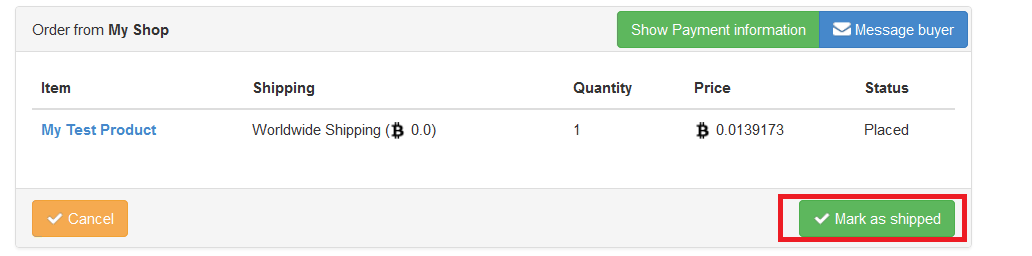 Order from My Shop Show Payment information Message buyer
Item Shipping Quantity Price Status
My Test Product Worldwide Shipping (₿ 0.0) 1 ₿ 0.0139173 Placed
Cancel Mark as shipped